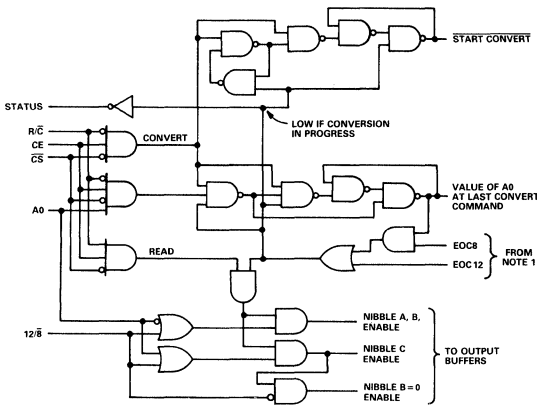 START CONVERT
STATUS
LOW IF CONVERSION
IN PROGRESS
R/C
CE
CS
A0
CONVERT
VALUE OF A0
AT LAST CONVERT
COMMAND
READ
EOC8
EOC12
FROM
NOTE 1
12/8
NIBBLE A, B,
ENABLE
NIBBLE C
ENABLE
NIBBLE B = 0
ENABLE
TO OUTPUT
BUFFERS